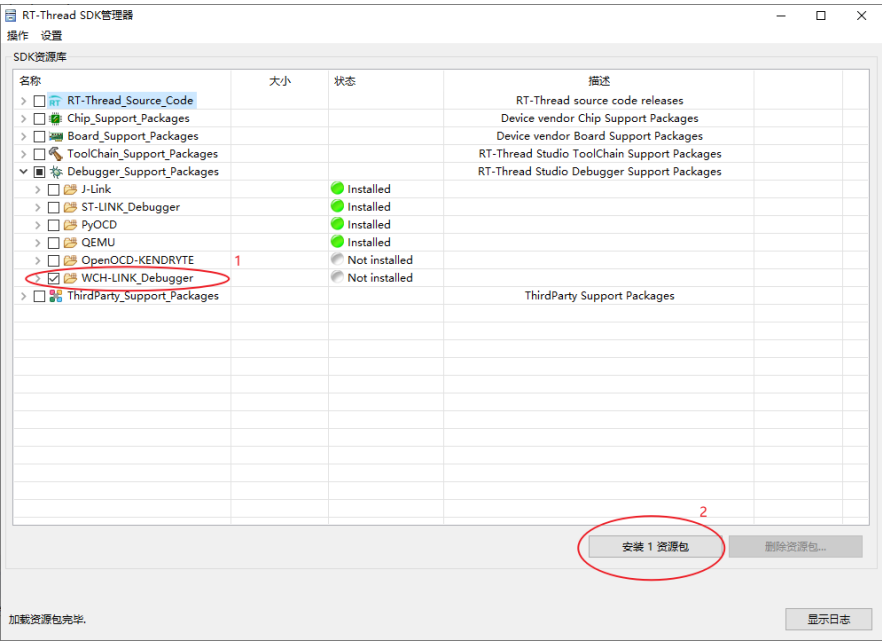 RT-Thread SDK管理器
操作 设置
SDK资源库
名称 大小 状态 描述
RT RT-Thread_Source_Code RT-Thread source code releases
Chip_Support_Packages Device vendor Chip Support Packages
Board_Support_Packages Device vendor Board Support Packages
ToolChain_Support_Packages RT-Thread Studio ToolChain Support Packages
Debugger_Support_Packages RT-Thread Studio Debugger Support Packages
J-Link Installed
ST-LINK_Debugger Installed
PyOCD Installed
QEMU Installed
OpenOCD-KENDRYTE 1 Not installed
WCH-LINK_Debugger Not installed
ThirdParty_Support_Packages ThirdParty Support Packages
2
安装 1 资源包 删除资源包...
加载资源包完毕. 显示日志